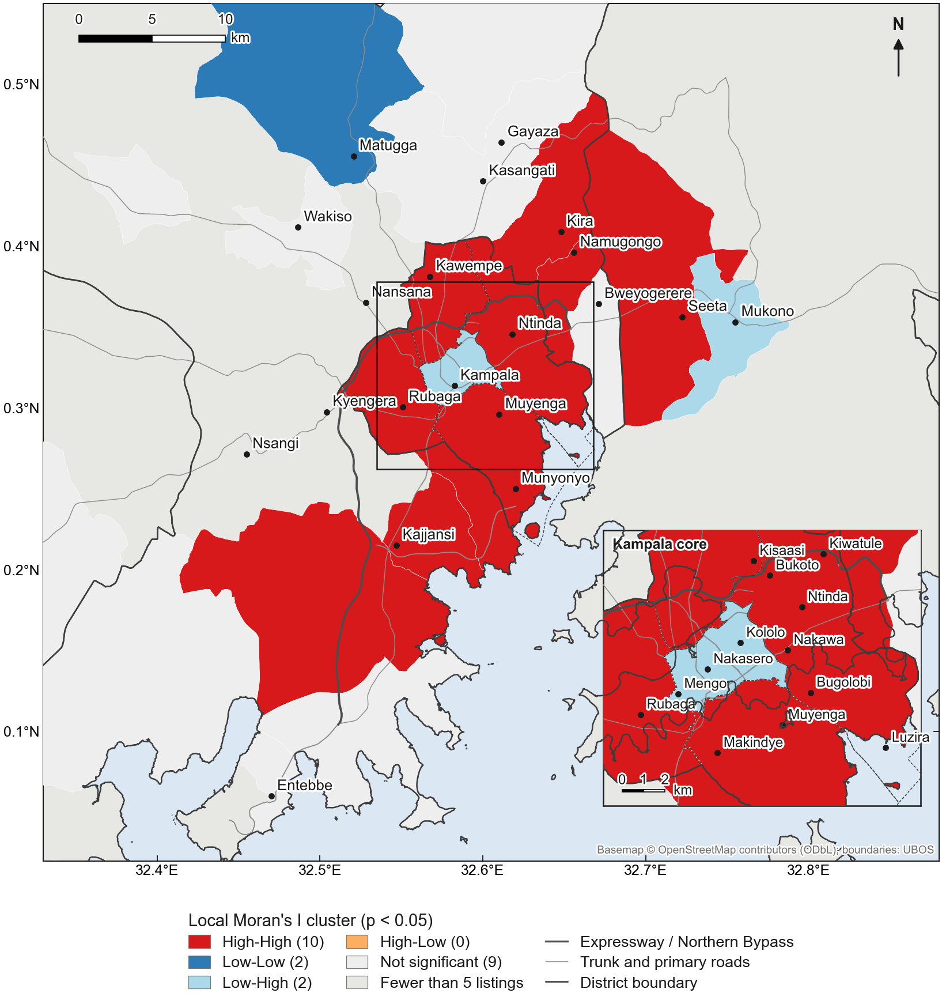 0 5 10
km
N
0.5°N
0.4°N
0.3°N
0.2°N
0.1°N
Gayaza
Matugga
Kasangati
Wakiso
Kira
Namugongo
Kawempe
Nansana
Bweyogerere
Seeta
Mukono
Ntinda
Kampala
Rubaga
Kyengera
Muyenga
Nsangi
Munyonyo
Kajjansi
Entebbe
Kampala core
Kisaasi
Kiwatule
Bukoto
Ntinda
Kololo
Nakawa
Nakasero
Mengo
Bugolobi
Rubaga
Muyenga
Luzira
Makindye
0 1 2
km
Basemap © OpenStreetMap contributors (ODbL); boundaries: UBOS
32.4°E 32.5°E 32.6°E 32.7°E 32.8°E
Local Moran's I cluster (p < 0.05)
High-High (10)
Low-Low (2)
Low-High (2)
High-Low (0)
Not significant (9)
Fewer than 5 listings
Expressway / Northern Bypass
Trunk and primary roads
District boundary